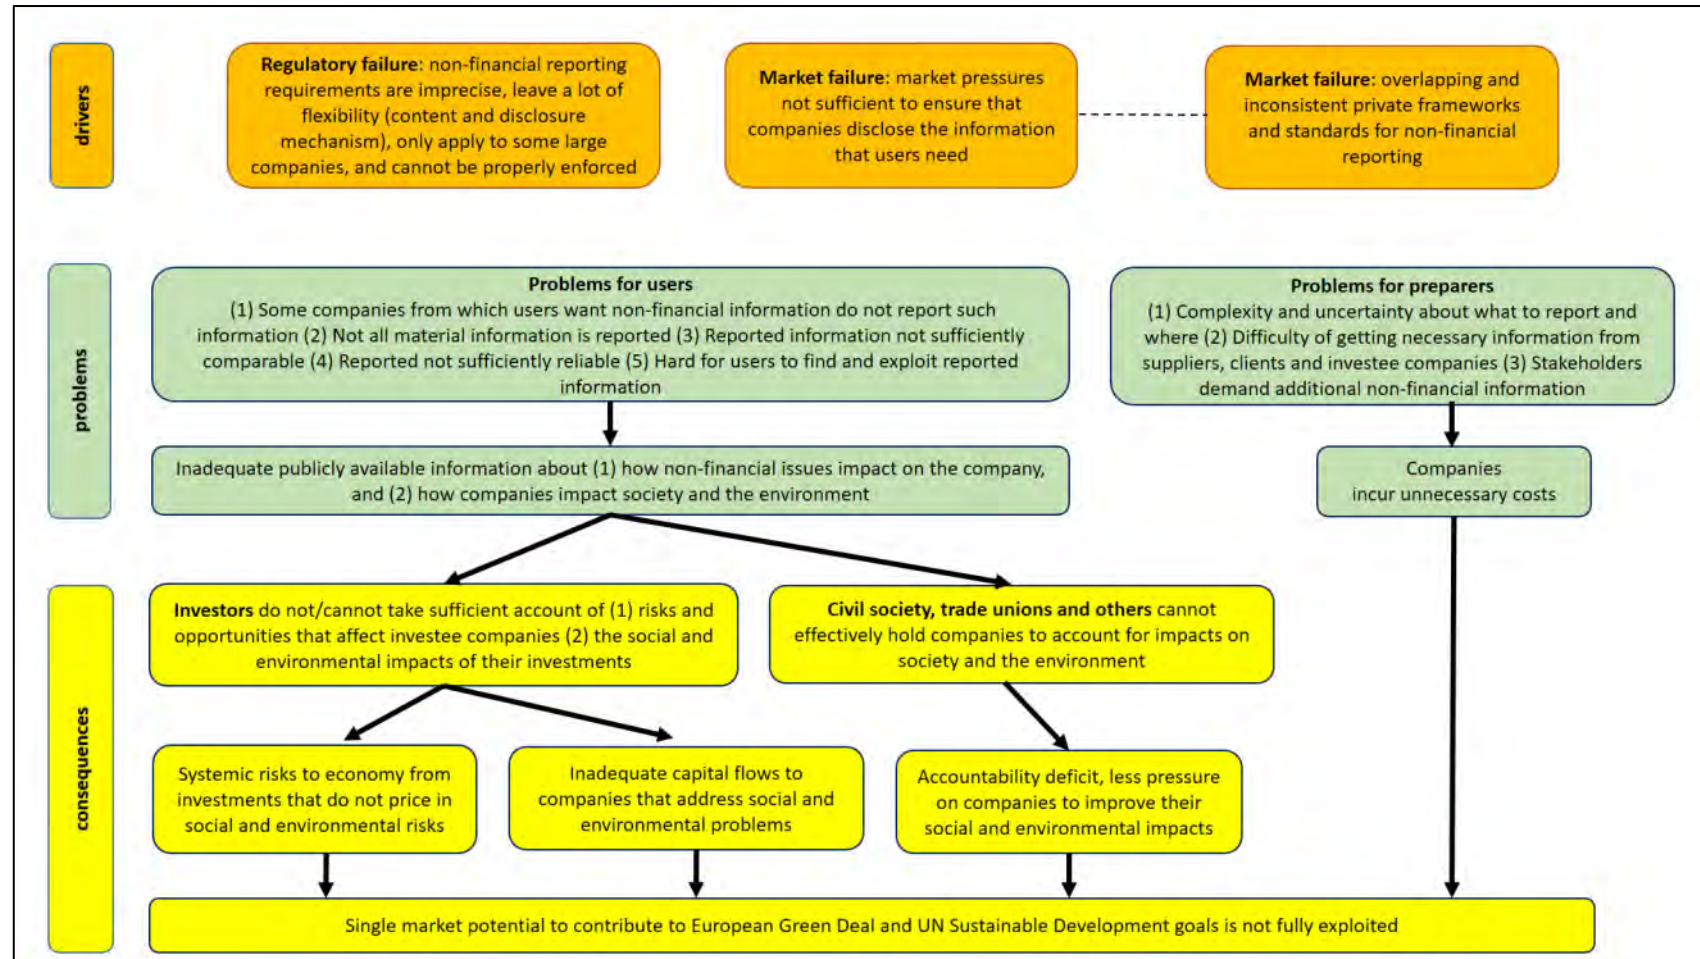 drivers
Regulatory failure: non-financial reporting
requirements are imprecise, leave a lot of
flexibility (content and disclosure
mechanism), only apply to some large
companies, and cannot be properly enforced
Market failure: market pressures
not sufficient to ensure that
companies disclose the information
that users need
Market failure: overlapping and
inconsistent private frameworks
and standards for non-financial
reporting
problems
Problems for users
(1) Some companies from which users want non-financial information do not report such
information (2) Not all material information is reported (3) Reported information not sufficiently
comparable (4) Reported not sufficiently reliable (5) Hard for users to find and exploit reported
information
Problems for preparers
(1) Complexity and uncertainty about what to report and
where (2) Difficulty of getting necessary information from
suppliers, clients and investee companies (3) Stakeholders
demand additional non-financial information
Inadequate publicly available information about (1) how non-financial issues impact on the company,
and (2) how companies impact society and the environment
Companies
incur unnecessary costs
consequences
Investors do not/cannot take sufficient account of (1) risks and
opportunities that affect investee companies (2) the social and
environmental impacts of their investments
Civil society, trade unions and others cannot
effectively hold companies to account for impacts on
society and the environment
Systemic risks to economy from
investments that do not price in
social and environmental risks
Inadequate capital flows to
companies that address social and
environmental problems
Accountability deficit, less pressure
on companies to improve their
social and environmental impacts
Single market potential to contribute to European Green Deal and UN Sustainable Development goals is not fully exploited